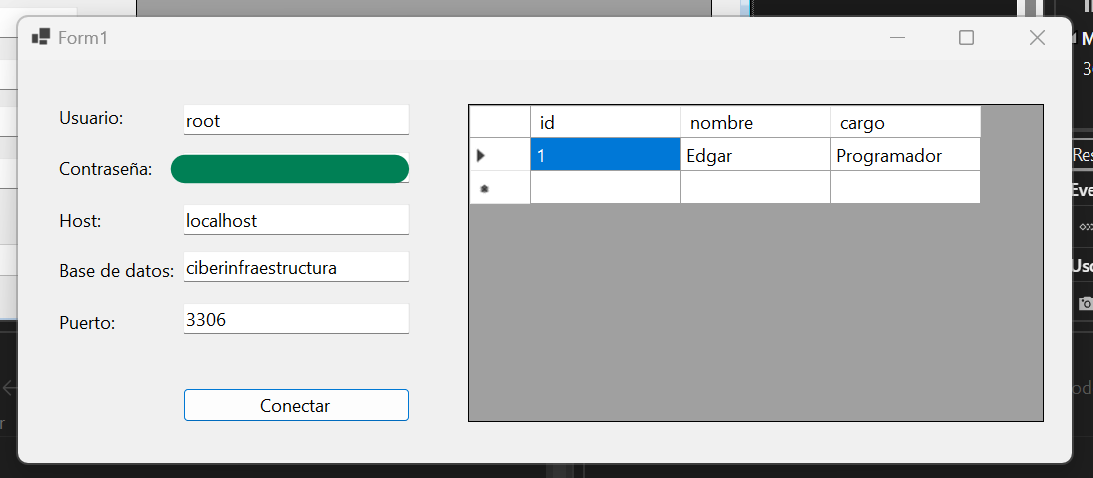 Form1
Usuario: root
Contraseña:
Host: localhost
Base de datos: ciberinfraestructura
Puerto: 3306
Conectar
id nombre cargo
1 Edgar Programador